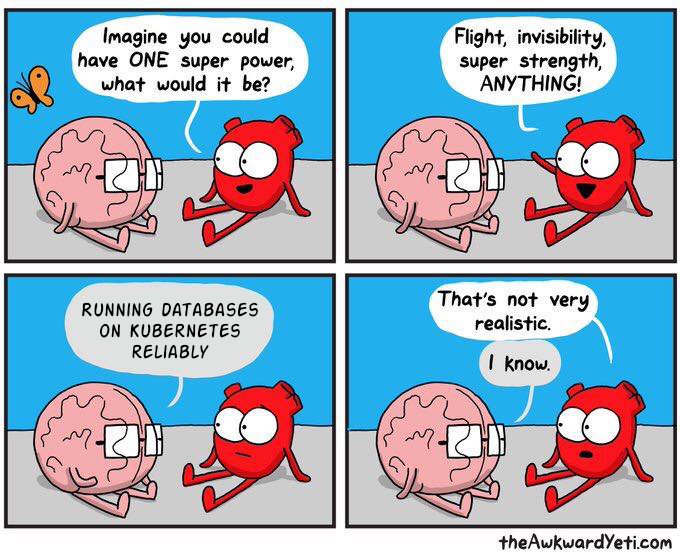 Imagine you could
have ONE super power,
what would it be?
Flight, invisibility,
super strength,
ANYTHING!
RUNNING DATABASES
ON KUBERNETES
RELIABLY
That's not very
realistic.
I know.
theAwkwardYeti.com